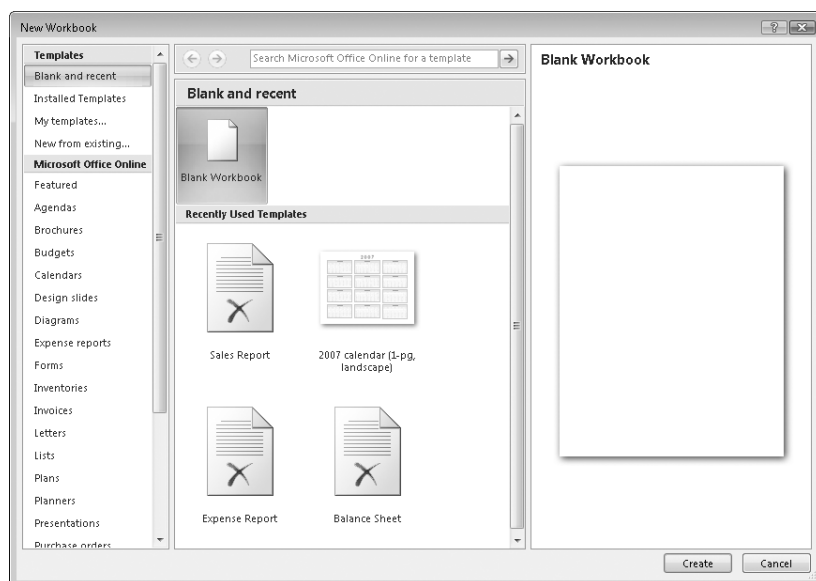 New Workbook
Templates
Blank and recent
Installed Templates
My templates...
New from existing...
Microsoft Office Online
Featured
Agendas
Brochures
Budgets
Calendars
Design slides
Diagrams
Expense reports
Forms
Inventories
Invoices
Letters
Lists
Plans
Planners
Presentations
Purchase orders
Search Microsoft Office Online for a template
Blank and recent
Blank Workbook
Recently Used Templates
2007
Sales Report
2007 calendar (1-pg,
landscape)
Expense Report
Balance Sheet
Blank Workbook
Create
Cancel